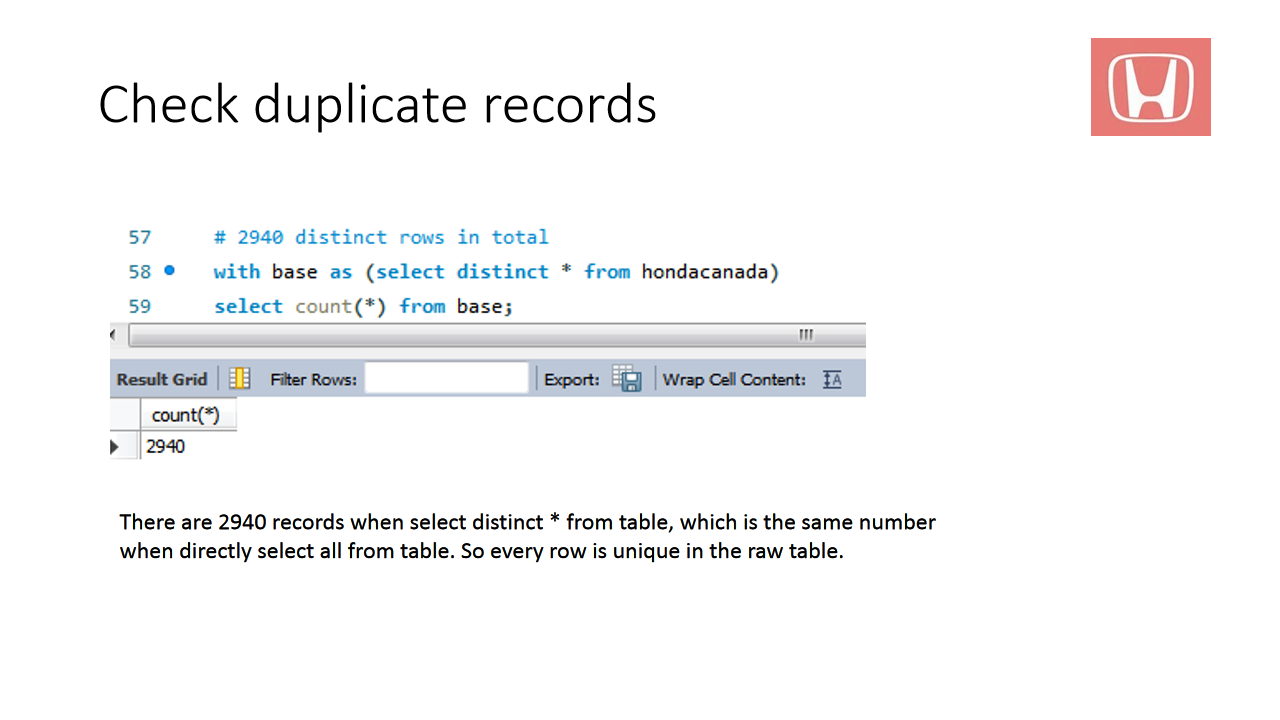 Check duplicate records
57 # 2940 distinct rows in total
58 with base as (select distinct * from hondacanada)
59 select count(*) from base;
Result Grid Filter Rows: Export: Wrap Cell Content:
count(*)
2940
There are 2940 records when select distinct * from table, which is the same number
when directly select all from table. So every row is unique in the raw table.